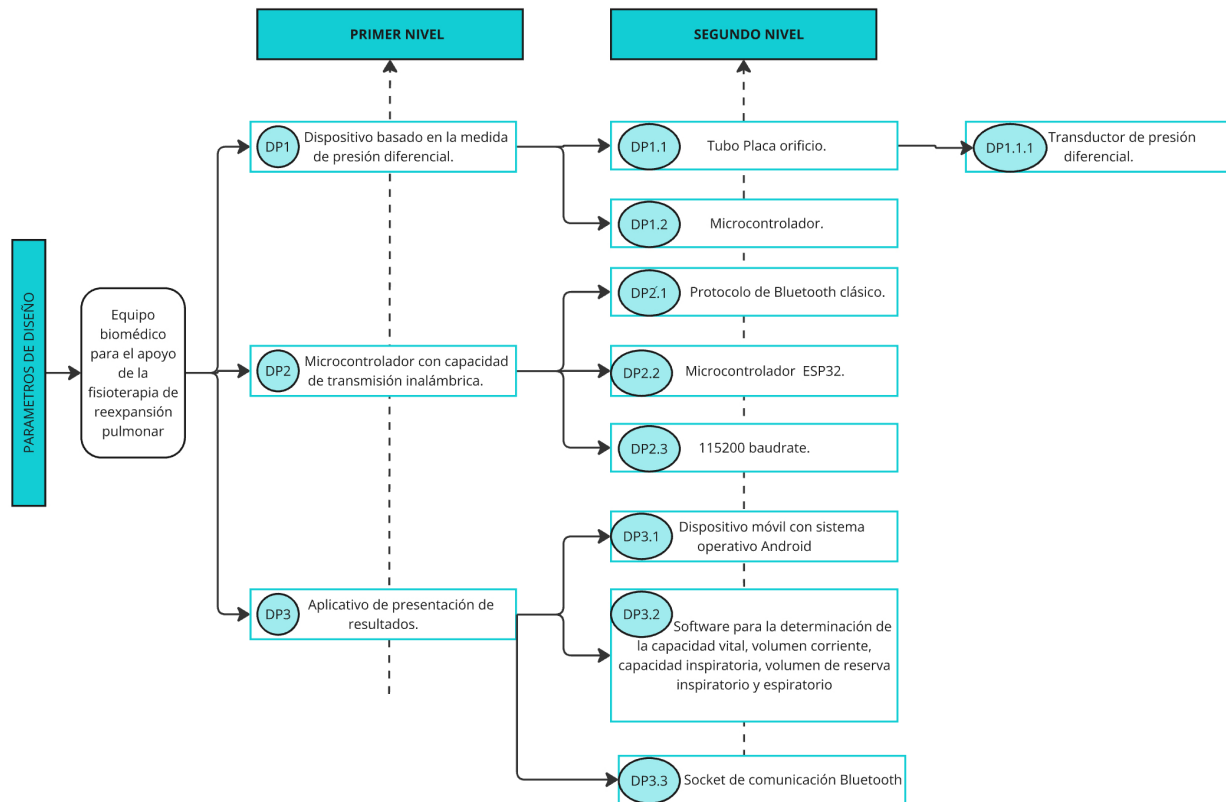 PRIMER NIVEL
SEGUNDO NIVEL
PARAMETROS DE DISEÑO
Equipo
biomédico
para el apoyo
de la
fisioterapia de
reexpansión
pulmonar
DP1
Dispositivo basado en la medida
de presión diferencial.
DP1.1
Tubo Placa orificio.
DP1.1.1
Transductor de presión
diferencial.
DP1.2
Microcontrolador.
DP2
Microcontrolador con capacidad
de transmisión inalámbrica.
DP2.1
Protocolo de Bluetooth clásico.
DP2.2
Microcontrolador ESP32.
DP2.3
115200 baudrate.
DP3
Aplicativo de presentación de
resultados.
DP3.1
Dispositivo móvil con sistema
operativo Android
DP3.2
Software para la determinación de
la capacidad vital, volumen corriente,
capacidad inspiratoria, volumen de reserva
inspiratorio y espiratorio
DP3.3
Socket de comunicación Bluetooth